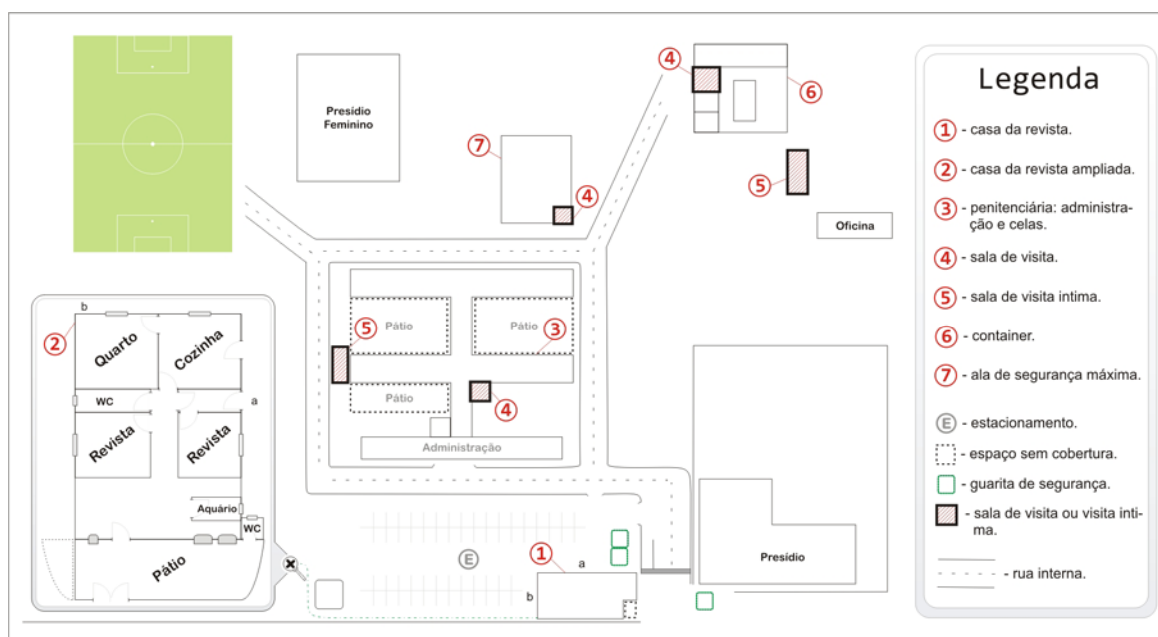 4
6
Presídio
Feminino
7
4
5
Oficina
b
2
Quarto
Cozinha
WC
a
Revista
Revista
Aquário
WC
Pátio
5
Pátio
Pátio
3
Pátio
4
Administração
E
1
a
b
Presídio
Legenda
1 - casa da revista.
2 - casa da revista ampliada.
3 - penitenciária: administra-
ção e celas.
4 - sala de visita.
5 - sala de visita intima.
6 - container.
7 - ala de segurança máxima.
E - estacionamento.
- espaço sem cobertura.
- guarita de segurança.
- sala de visita ou visita inti-
ma.
- rua interna.